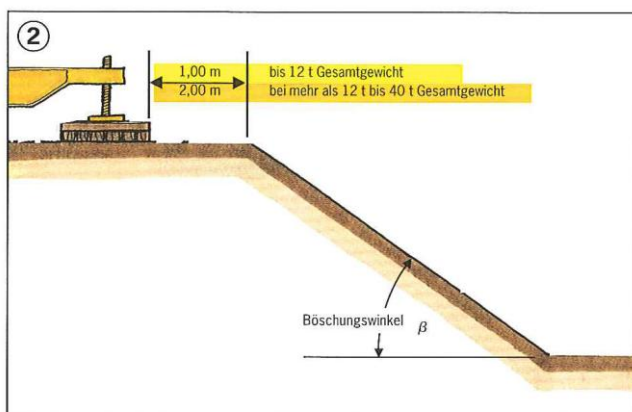 2
1,00 m bis 12 t Gesamtgewicht
2,00 m bei mehr als 12 t bis 40 t Gesamtgewicht
Böschungswinkel β